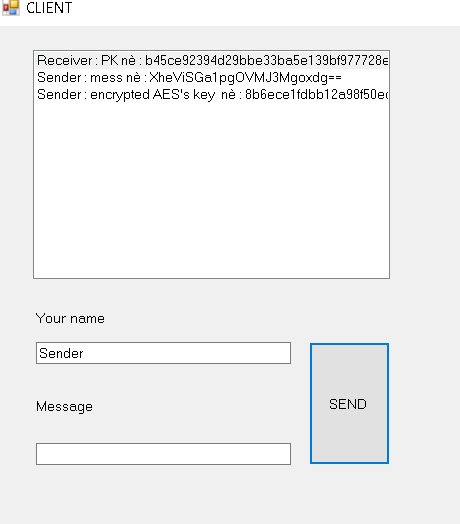 CLIENT
Receiver : PK nè : b45ce92394d29bbe33ba5e139bf977728e
Sender : mess nè : XheViSGa1pgOVMJ3Mgoxdg==
Sender : encrypted AES's key  nè : 8b6ece1fdbb12a98f50ec
Your name
Sender
SEND
Message